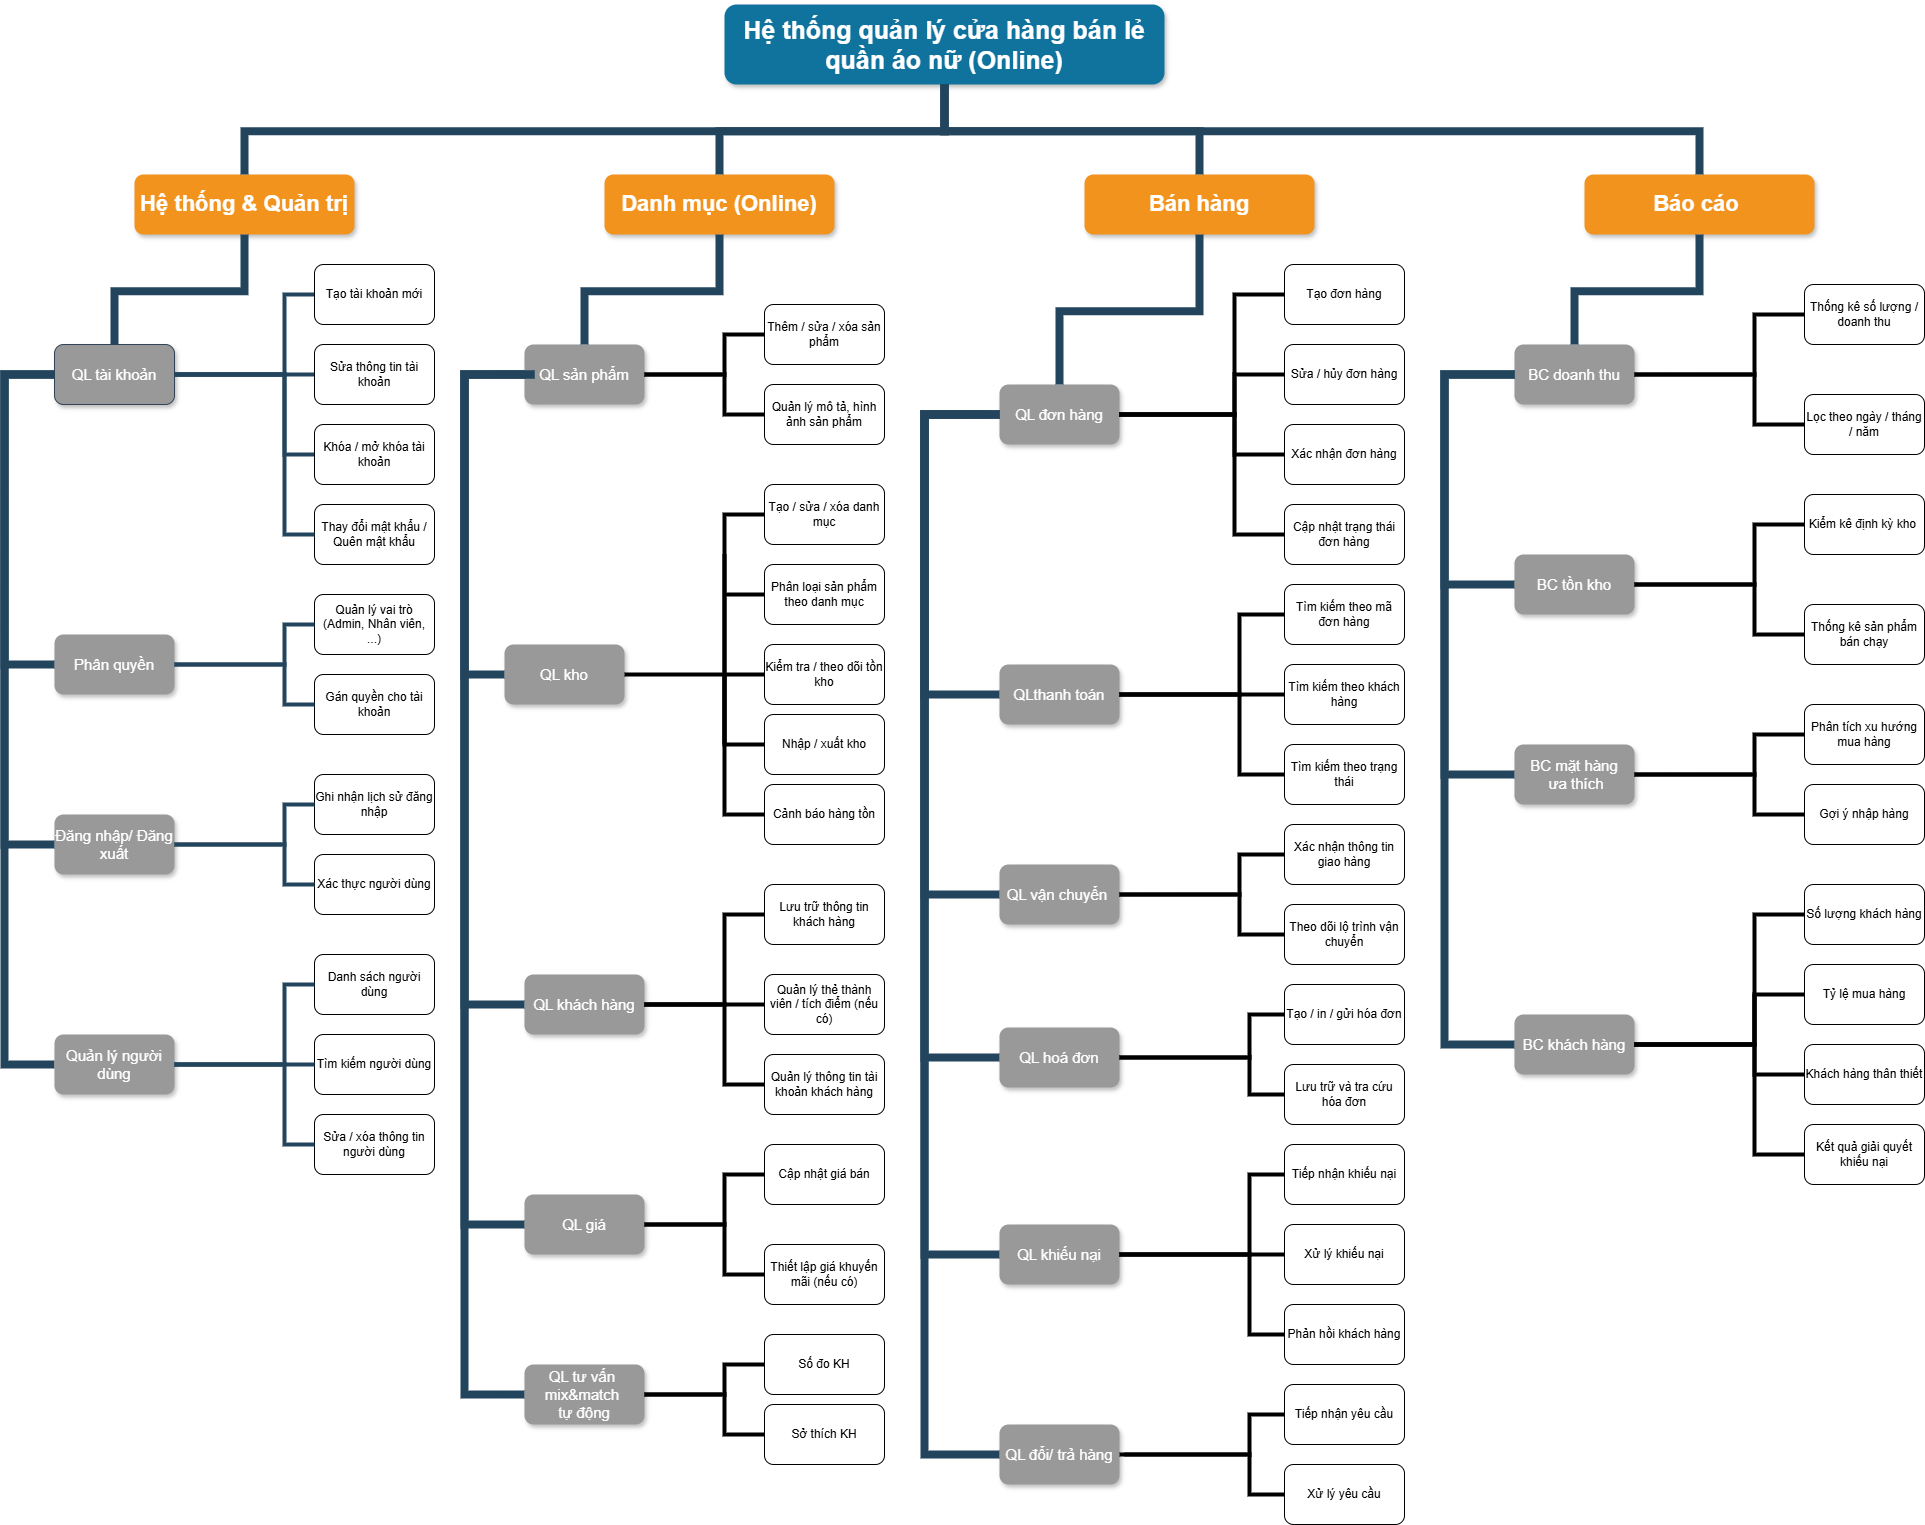 Hệ thống quản lý cửa hàng bán lẻ
quần áo nữ (Online)
Hệ thống & Quản trị
Danh mục (Online)
Bán hàng
Báo cáo
QL tài khoản
Tạo tài khoản mới
Sửa thông tin tài
khoản
Khóa / mở khóa tài
khoản
Thay đổi mật khẩu /
Quên mật khẩu
Phân quyền
Quản lý vai trò
(Admin, Nhân viên,
...)
Gán quyền cho tài
khoản
Đăng nhập/ Đăng
xuất
Ghi nhận lịch sử đăng
nhập
Xác thực người dùng
Quản lý người
dùng
Danh sách người
dùng
Tìm kiếm người dùng
Sửa / xóa thông tin
người dùng
QL sản phẩm
Thêm / sửa / xóa sản
phẩm
Quản lý mô tả, hình
ảnh sản phẩm
QL kho
Tạo / sửa / xóa danh
mục
Phân loại sản phẩm
theo danh mục
Kiểm tra / theo dõi tồn
kho
Nhập / xuất kho
Cảnh báo hàng tồn
QL khách hàng
Lưu trữ thông tin
khách hàng
Quản lý thẻ thành
viên / tích điểm (nếu
có)
Quản lý thông tin tài
khoản khách hàng
QL giá
Cập nhật giá bán
Thiết lập giá khuyến
mãi (nếu có)
QL tư vấn
mix&match
tự động
Số đo KH
Sở thích KH
QL đơn hàng
Tạo đơn hàng
Sửa / hủy đơn hàng
Xác nhận đơn hàng
Cập nhật trạng thái
đơn hàng
QLthanh toán
Tìm kiếm theo mã
đơn hàng
Tìm kiếm theo khách
hàng
Tìm kiếm theo trạng
thái
QL vận chuyển
Xác nhận thông tin
giao hàng
Theo dõi lộ trình vận
chuyển
QL hoá đơn
Tạo / in / gửi hóa đơn
Lưu trữ và tra cứu
hóa đơn
QL khiếu nại
Tiếp nhận khiếu nại
Xử lý khiếu nại
Phản hồi khách hàng
QL đổi/ trả hàng
Tiếp nhận yêu cầu
Xử lý yêu cầu
BC doanh thu
Thống kê số lượng /
doanh thu
Lọc theo ngày / tháng
/ năm
BC tồn kho
Kiểm kê định kỳ kho
Thống kê sản phẩm
bán chạy
BC mặt hàng
ưa thích
Phân tích xu hướng
mua hàng
Gợi ý nhập hàng
BC khách hàng
Số lượng khách hàng
Tỷ lệ mua hàng
Khách hàng thân thiết
Kết quả giải quyết
khiếu nại